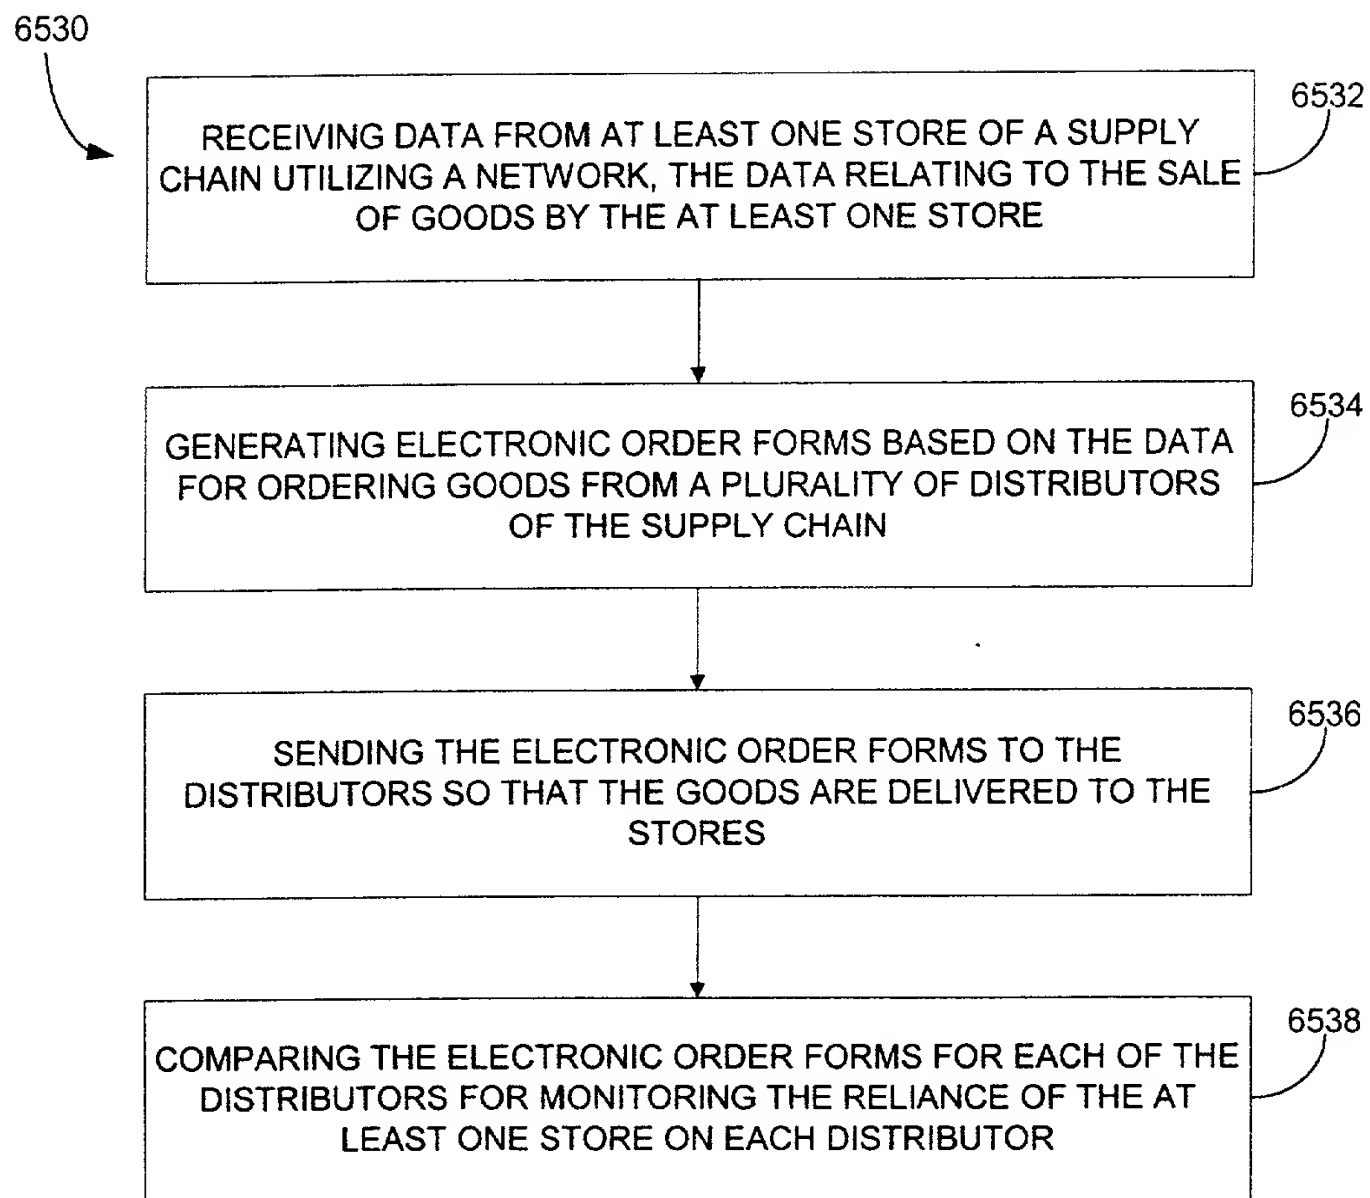 6530
6532
RECEIVING DATA FROM AT LEAST ONE STORE OF A SUPPLY
CHAIN UTILIZING A NETWORK, THE DATA RELATING TO THE SALE
OF GOODS BY THE AT LEAST ONE STORE
6534
GENERATING ELECTRONIC ORDER FORMS BASED ON THE DATA
FOR ORDERING GOODS FROM A PLURALITY OF DISTRIBUTORS
OF THE SUPPLY CHAIN
6536
SENDING THE ELECTRONIC ORDER FORMS TO THE
DISTRIBUTORS SO THAT THE GOODS ARE DELIVERED TO THE
STORES
6538
COMPARING THE ELECTRONIC ORDER FORMS FOR EACH OF THE
DISTRIBUTORS FOR MONITORING THE RELIANCE OF THE AT
LEAST ONE STORE ON EACH DISTRIBUTOR